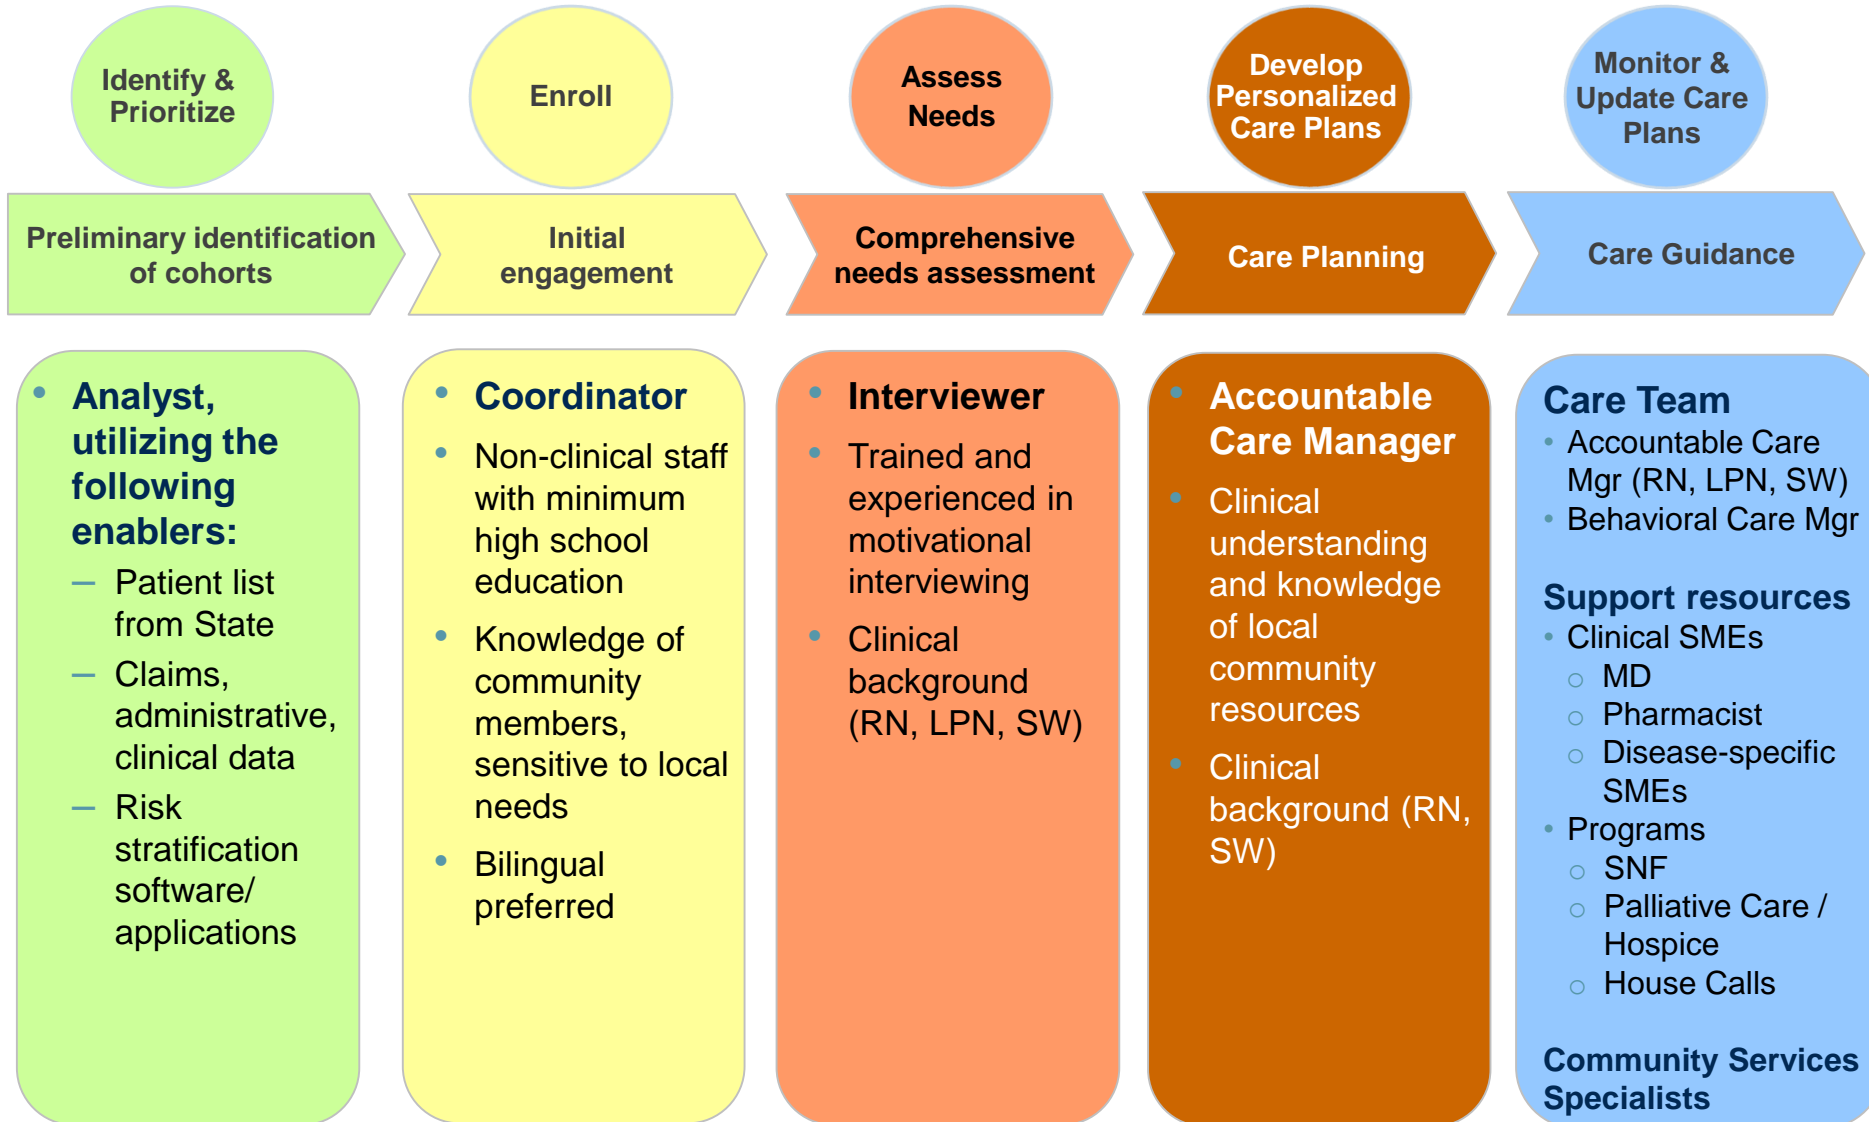 Identify &
Prioritize
Enroll
Assess
Needs
Develop
Personalized
Care Plans
Monitor &
Update Care
Plans
Preliminary identification
of cohorts
Initial
engagement
Comprehensive
needs assessment
Care Planning
Care Guidance
• Analyst,
utilizing the
following
enablers:
– Patient list
from State
– Claims,
administrative,
clinical data
– Risk
stratification
software/
applications
• Coordinator
• Non-clinical staff
with minimum
high school
education
• Knowledge of
community
members,
sensitive to local
needs
• Bilingual
preferred
• Interviewer
• Trained and
experienced in
motivational
interviewing
• Clinical
background
(RN, LPN, SW)
• Accountable
Care Manager
• Clinical
understanding
and knowledge
of local
community
resources
• Clinical
background (RN,
SW)
Care Team
• Accountable Care
Mgr (RN, LPN, SW)
• Behavioral Care Mgr
Support resources
• Clinical SMEs
○ MD
○ Pharmacist
○ Disease-specific
SMEs
• Programs
○ SNF
○ Palliative Care /
Hospice
○ House Calls
Community Services
Specialists